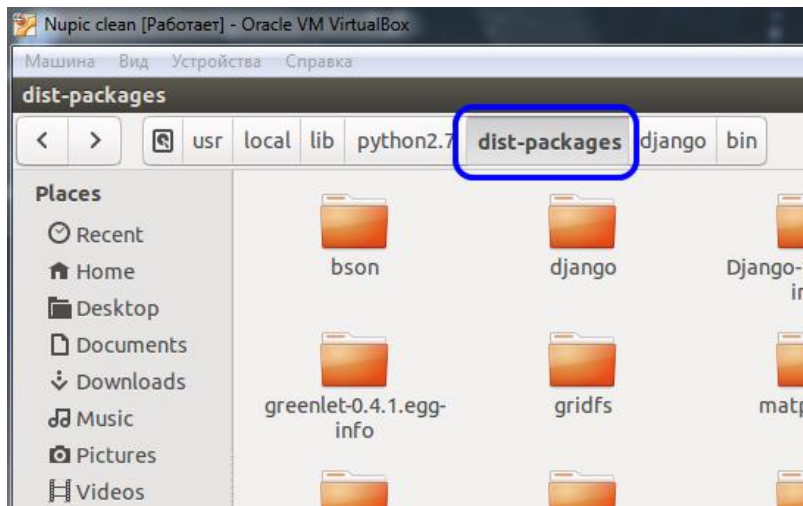 Nupic clean [Работает] - Oracle VM VirtualBox
Машина Вид Устройства Справка
dist-packages
usr local lib python2.7 dist-packages django bin
Places
Recent
Home
Desktop
Documents
Downloads
Music
Pictures
Videos
bson django Django-
greenlet-0.4.1.egg-
info
gridfs